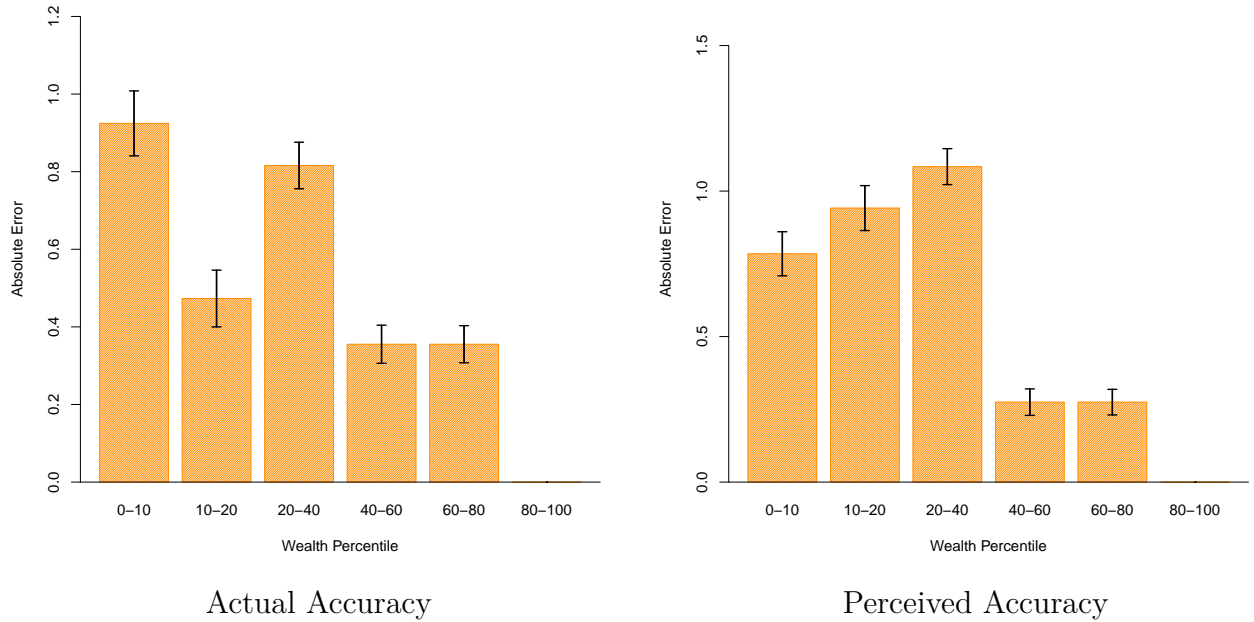 Absolute Error
0.0 0.2 0.4 0.6 0.8 1.0 1.2
0–10 10–20 20–40 40–60 60–80 80–100
Wealth Percentile
Actual Accuracy
Absolute Error
0.0 0.5 1.0 1.5
0–10 10–20 20–40 40–60 60–80 80–100
Wealth Percentile
Perceived Accuracy